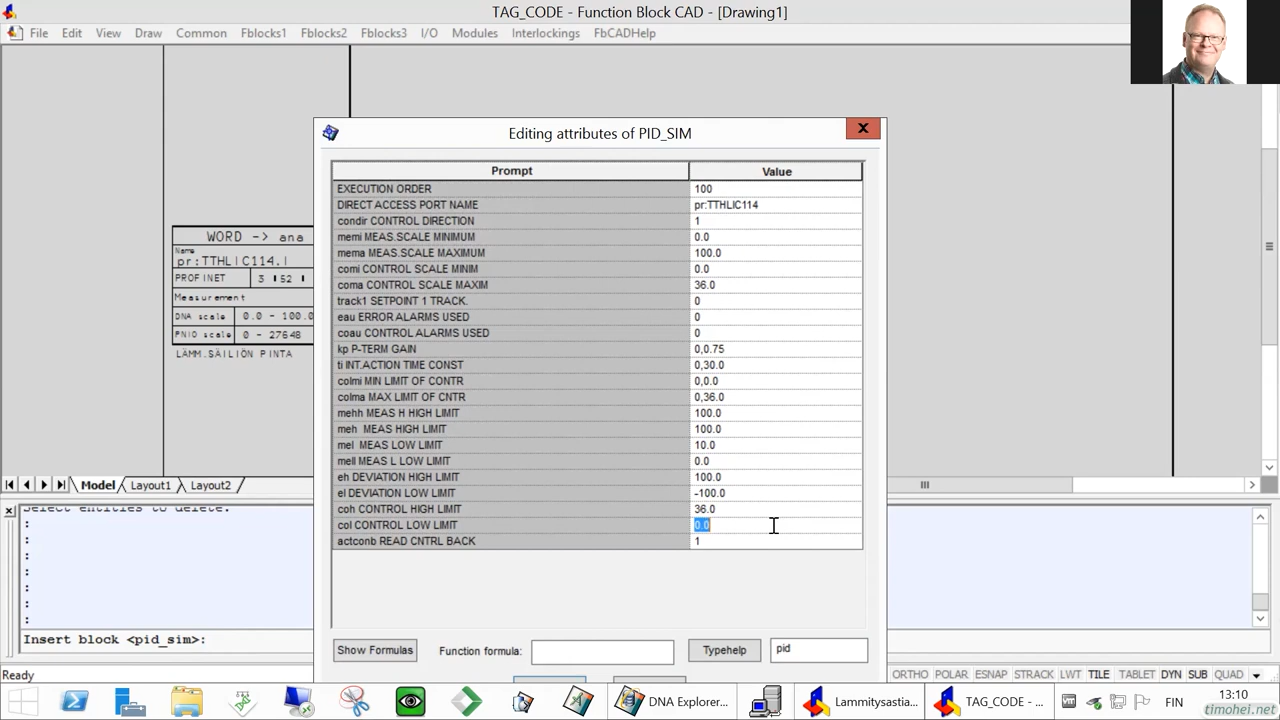 TAG_CODE - Function Block CAD - [Drawing1]
File Edit View Draw Common Fblocks1 Fblocks2 Fblocks3 I/O Modules Interlockings FbCADHelp
Editing attributes of PID_SIM
X
Prompt Value
EXECUTION ORDER 100
DIRECT ACCESS PORT NAME pr:TTHLIC114
condir CONTROL DIRECTION 1
memi MEAS.SCALE MINIMUM 0.0
mema MEAS.SCALE MAXIMUM 100.0
comi CONTROL SCALE MINIM 0.0
coma CONTROL SCALE MAXIM 36.0
track1 SETPOINT 1 TRACK. 0
eau ERROR ALARMS USED 0
coau CONTROL ALARMS USED 0
kp P-TERM GAIN 0,0.75
ti INT.ACTION TIME CONST 0,30.0
colmi MIN LIMIT OF CONTR 0,0.0
colma MAX LIMIT OF CNTR 0,36.0
mehh MEAS H HIGH LIMIT 100.0
meh MEAS HIGH LIMIT 100.0
mel MEAS LOW LIMIT 10.0
mell MEAS L LOW LIMIT 0.0
eh DEVIATION HIGH LIMIT 100.0
el DEVIATION LOW LIMIT -100.0
coh CONTROL HIGH LIMIT 36.0
col CONTROL LOW LIMIT 0.0
actconb READ CNTRL BACK 1
WORD -> ana
Name
pr:TTHLIC114.I
PROFINET 3 152
Measurement
DNA scale 0.0 - 100.0
PNIO scale 0 - 27648
LÄMM.SÄILIÖN PINTA
Model Layout1 Layout2
Select entities to delete.
:
:
:
:
:
:
Insert block <pid_sim>:
Show Formulas Function formula: Typehelp pid
Ready
ORTHO POLAR ESNAP STRACK LWT TILE TABLET DYN SUB QUAD
DNA Explorer... Lammitysastia... TAG_CODE - ... FIN 13:10
timohei.net